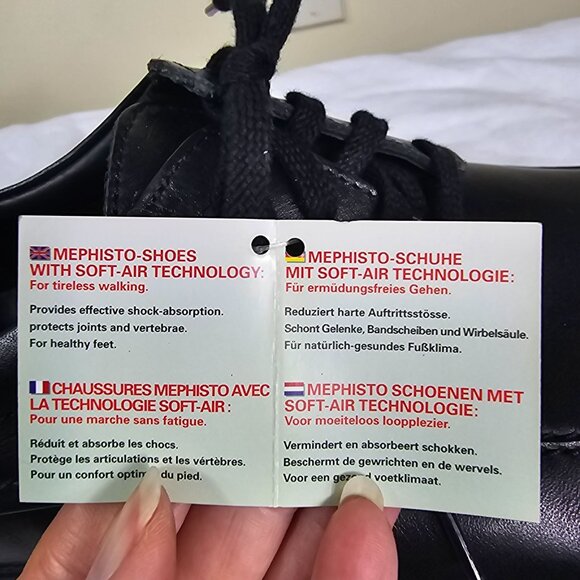 MEPHISTO-SHOES
WITH SOFT-AIR TECHNOLOGY:
For tireless walking.
Provides effective shock-absorption.
protects joints and vertebrae.
For healthy feet.
CHAUSSURES MEPHISTO AVEC
LA TECHNOLOGIE SOFT-AIR :
Pour une marche sans fatigue.
Réduit et absorbe les chocs.
Protège les articulations et les vértèbres.
Pour un confort du pied.
MEPHISTO-SCHUHE
MIT SOFT-AIR TECHNOLOGIE:
Für ermüdungsfreies Gehen.
Reduziert harte Auftrittsstösse.
Schont Gelenke, Bandscheiben und Wirbelsäule.
Für natürlich-gesundes Fußklima.
MEPHISTO SCHOENEN MET
SOFT-AIR TECHNOLOGIE:
Voor moeiteloos loopplezier.
Vermindert en absorbeert schokken.
Beschermt de gewrichten en de wervels.
Voor een voetklimaat.